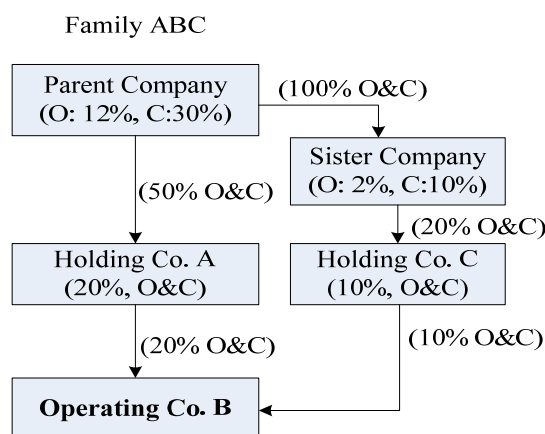 Family ABC
Parent Company
(O: 12%, C:30%)
(100% O&C)
Sister Company
(O: 2%, C:10%)
(50% O&C)
(20% O&C)
Holding Co. A
(20%, O&C)
Holding Co. C
(10%, O&C)
(20% O&C)
(10% O&C)
Operating Co. B